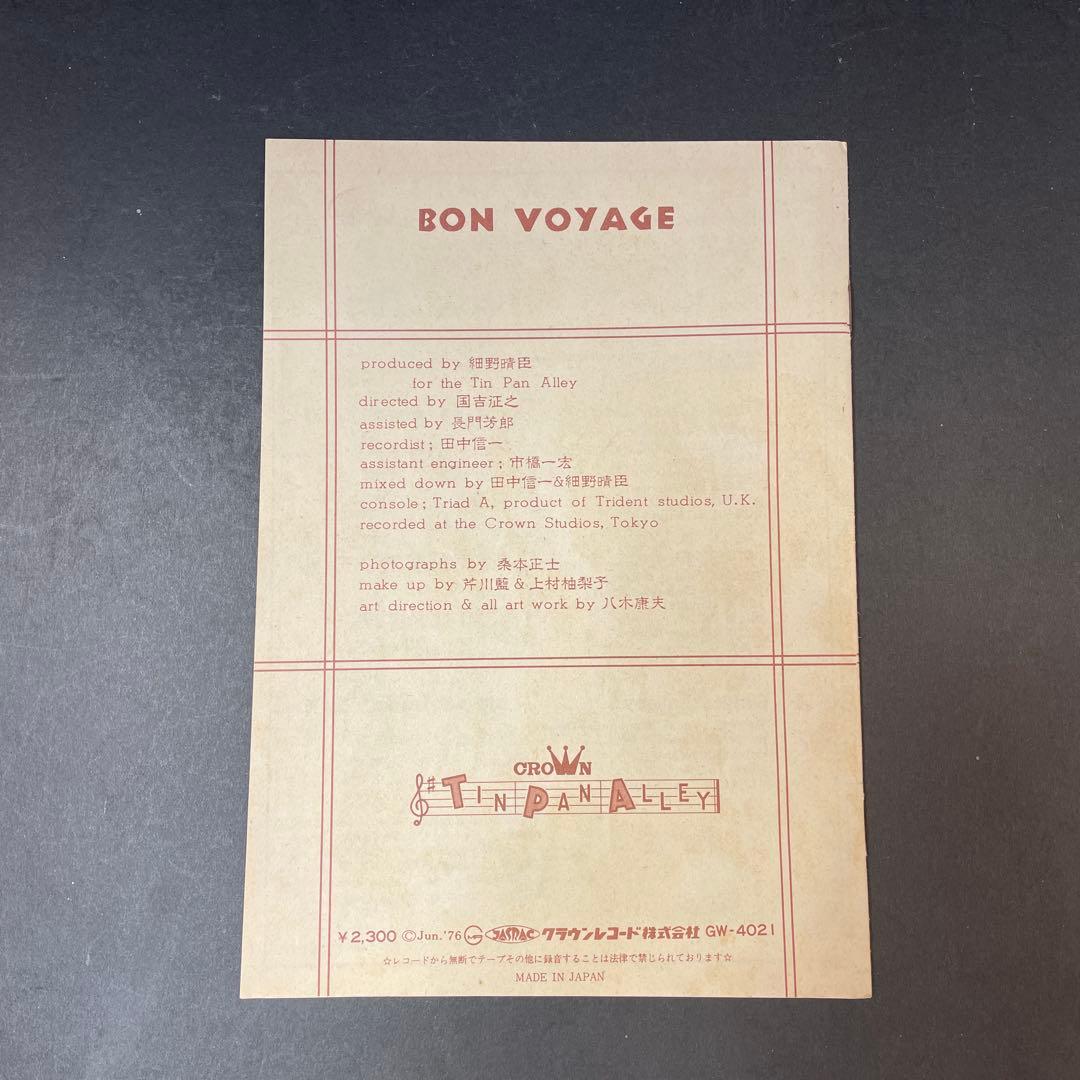 BON VOYAGE
produced by 細野晴臣
for the Tin Pan Alley
directed by 国吉征之
assisted by 長門芳郎
recordist; 田中信一
assistant engineer; 市橋一宏
mixed down by 田中信一&細野晴臣
console; Triad A, product of Trident studios, U.K.
recorded at the Crown Studios, Tokyo
photographs by 桑本正士
make up by 芹川藍&上村柚梨子
art direction & all art work by 八木康夫
CROWN
TIN PAN ALLEY
¥2,300 ©Jun.'76 JASRAC クラウンレコード株式会社 GW-4021
☆レコードから無断でテープその他に録音することは法律で禁じられております☆
MADE IN JAPAN